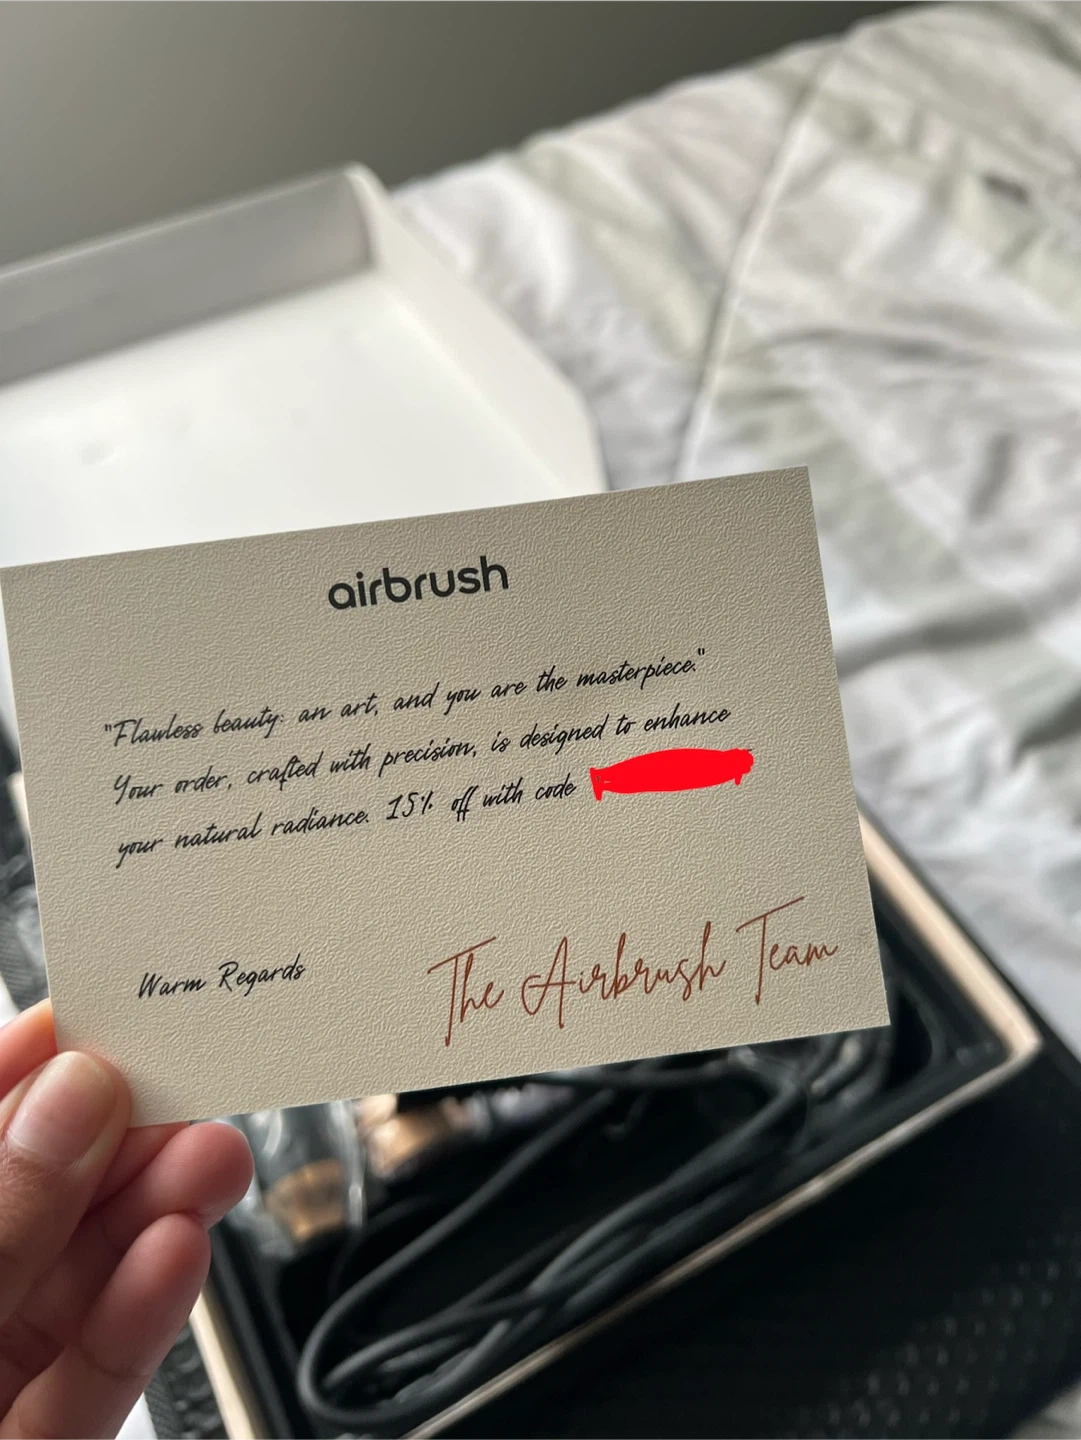 airbrush
"Flawless beauty: an art, and you are the masterpiece."
Your order, crafted with precision, is designed to enhance
your natural radiance. 15% off with code
Warm Regards
The Airbrush Team